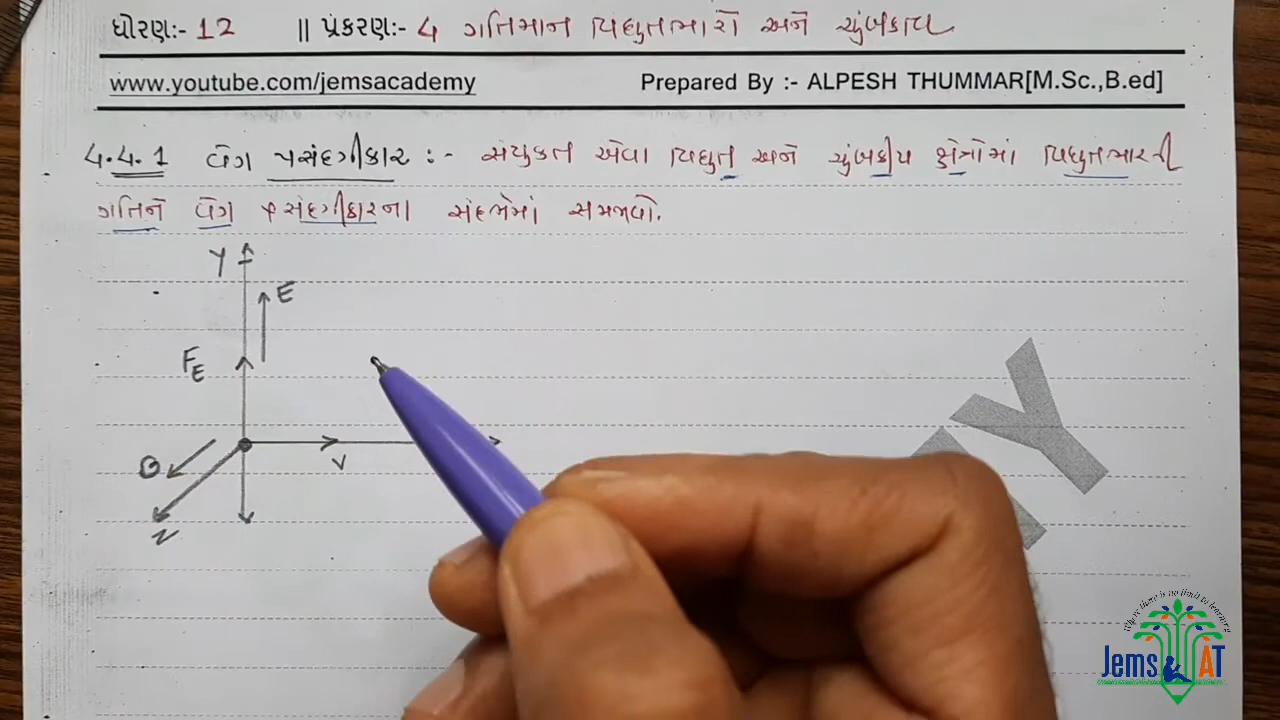 ધોરણ:- 12 || પ્રકરણ:- 4 ગતિમાન વિદ્યુતભારો અને ચુંબકત્વ
www.youtube.com/jemsacademy Prepared By :- ALPESH THUMMAR[M.Sc.,B.ed]
4.4.1 વેગ પસંદગીકાર :- સંયુકત એવા વિદ્યુત અને ચુંબકીય ક્ષેત્રોમાં વિદ્યુતભારની
ગતિને વેગ પસંદગીકારના સંદર્ભમાં સમજાવો.
Y
E
FE
B
V
Z
Jems AT